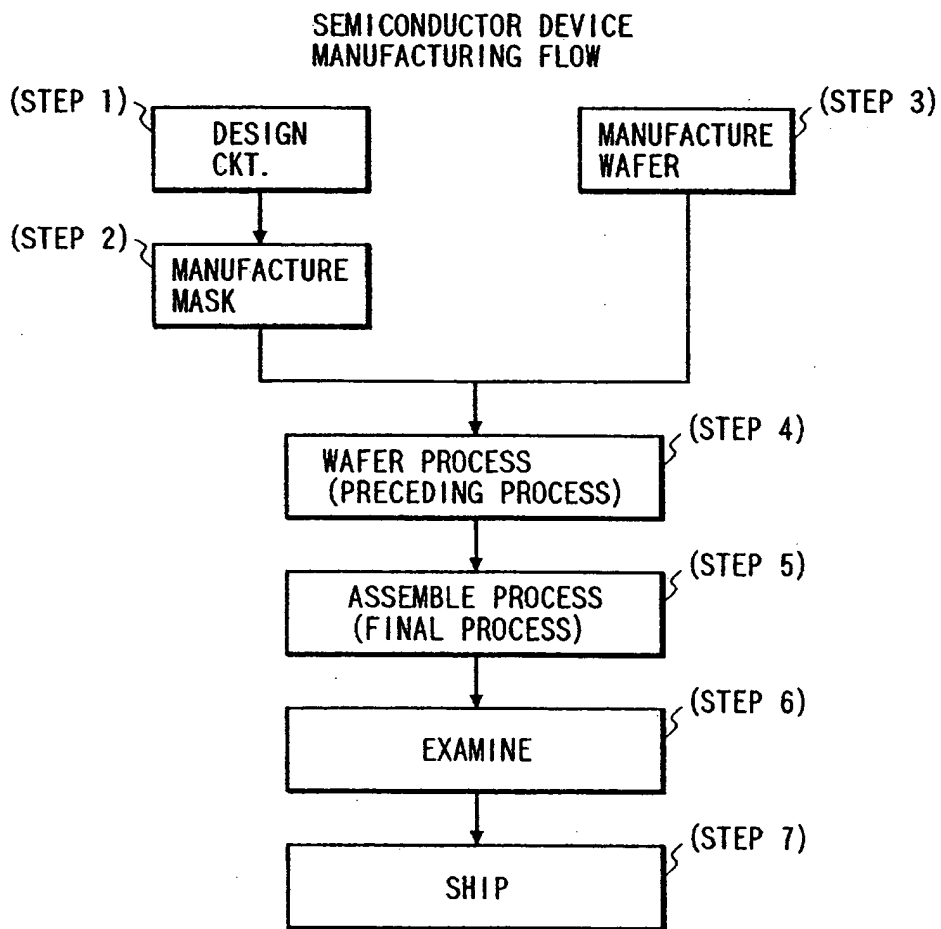 SEMICONDUCTOR DEVICE
MANUFACTURING FLOW
(STEP 1)
DESIGN
CKT.
(STEP 3)
MANUFACTURE
WAFER
(STEP 2)
MANUFACTURE
MASK
(STEP 4)
WAFER PROCESS
(PRECEDING PROCESS)
(STEP 5)
ASSEMBLE PROCESS
(FINAL PROCESS)
(STEP 6)
EXAMINE
(STEP 7)
SHIP